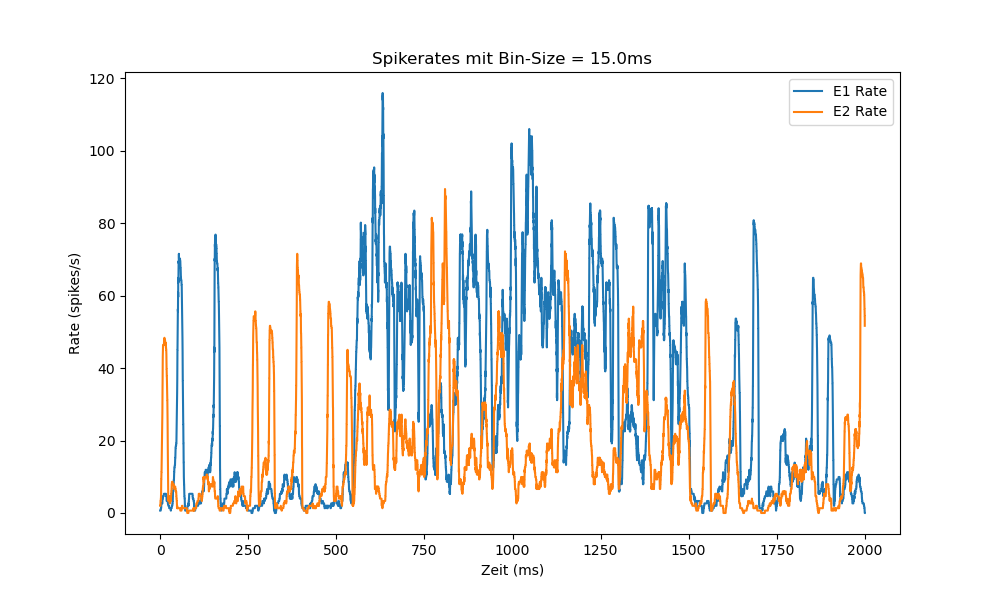 Spikerates mit Bin-Size = 15.0ms
E1 Rate
E2 Rate
120
100
80
60
40
20
0
Rate (spikes/s)
0 250 500 750 1000 1250 1500 1750 2000
Zeit (ms)